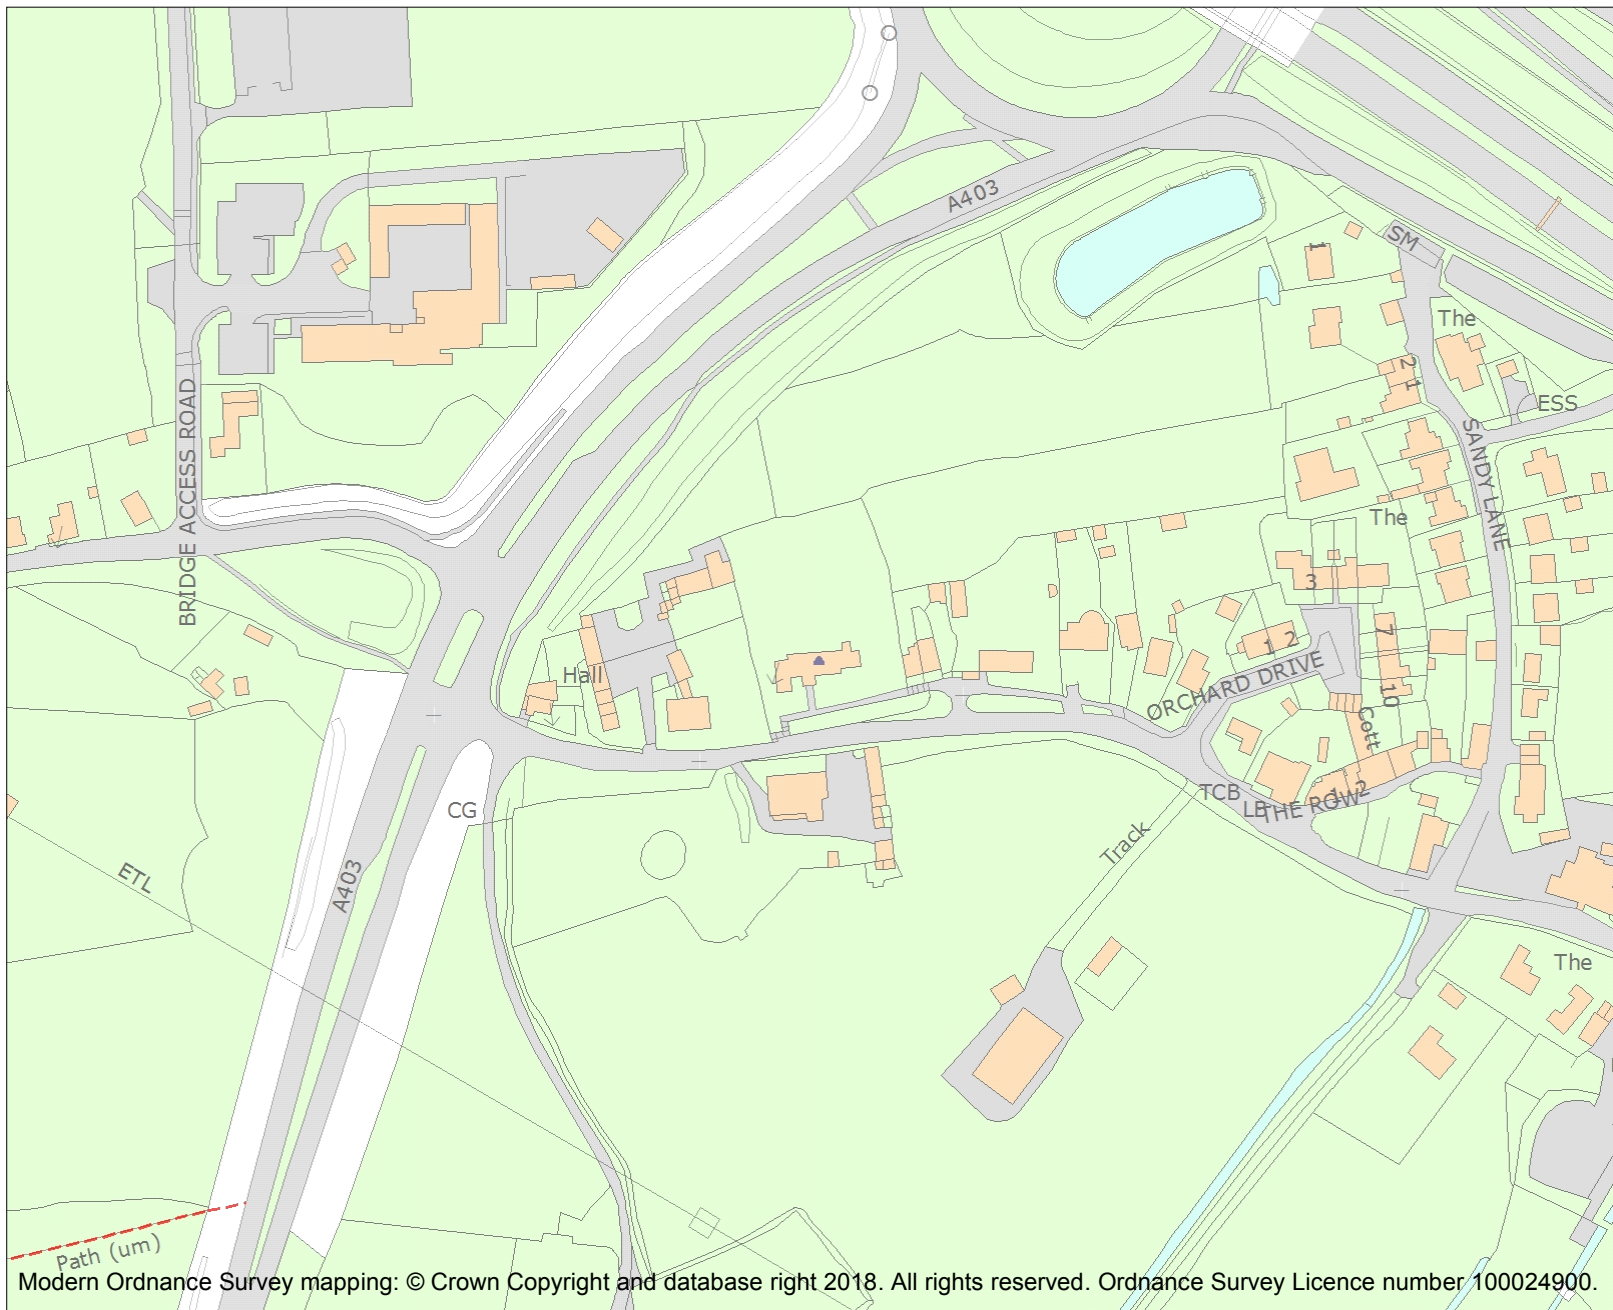 A403
SM
1
The
2
1
ESS
BRIDGE ACCESS ROAD
SANDY LANE
The
3
1 2
7
Hall
ORCHARD DRIVE
10
Cott
TCB
LB
THE ROW
1 2
CG
Track
A403
ETL
The
Path (um)
Modern Ordnance Survey mapping: © Crown Copyright and database right 2018. All rights reserved. Ordnance Survey Licence number 100024900.